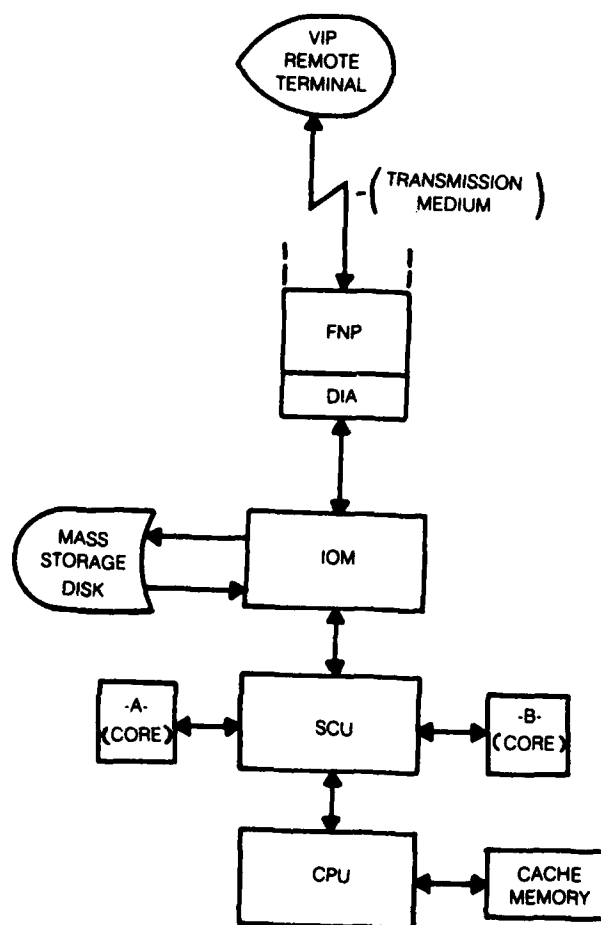 VIP
REMOTE
TERMINAL
-(TRANSMISSION
MEDIUM)
FNP
DIA
MASS
STORAGE
DISK
IOM
-A-
(CORE)
SCU
-B-
(CORE)
CPU
CACHE
MEMORY